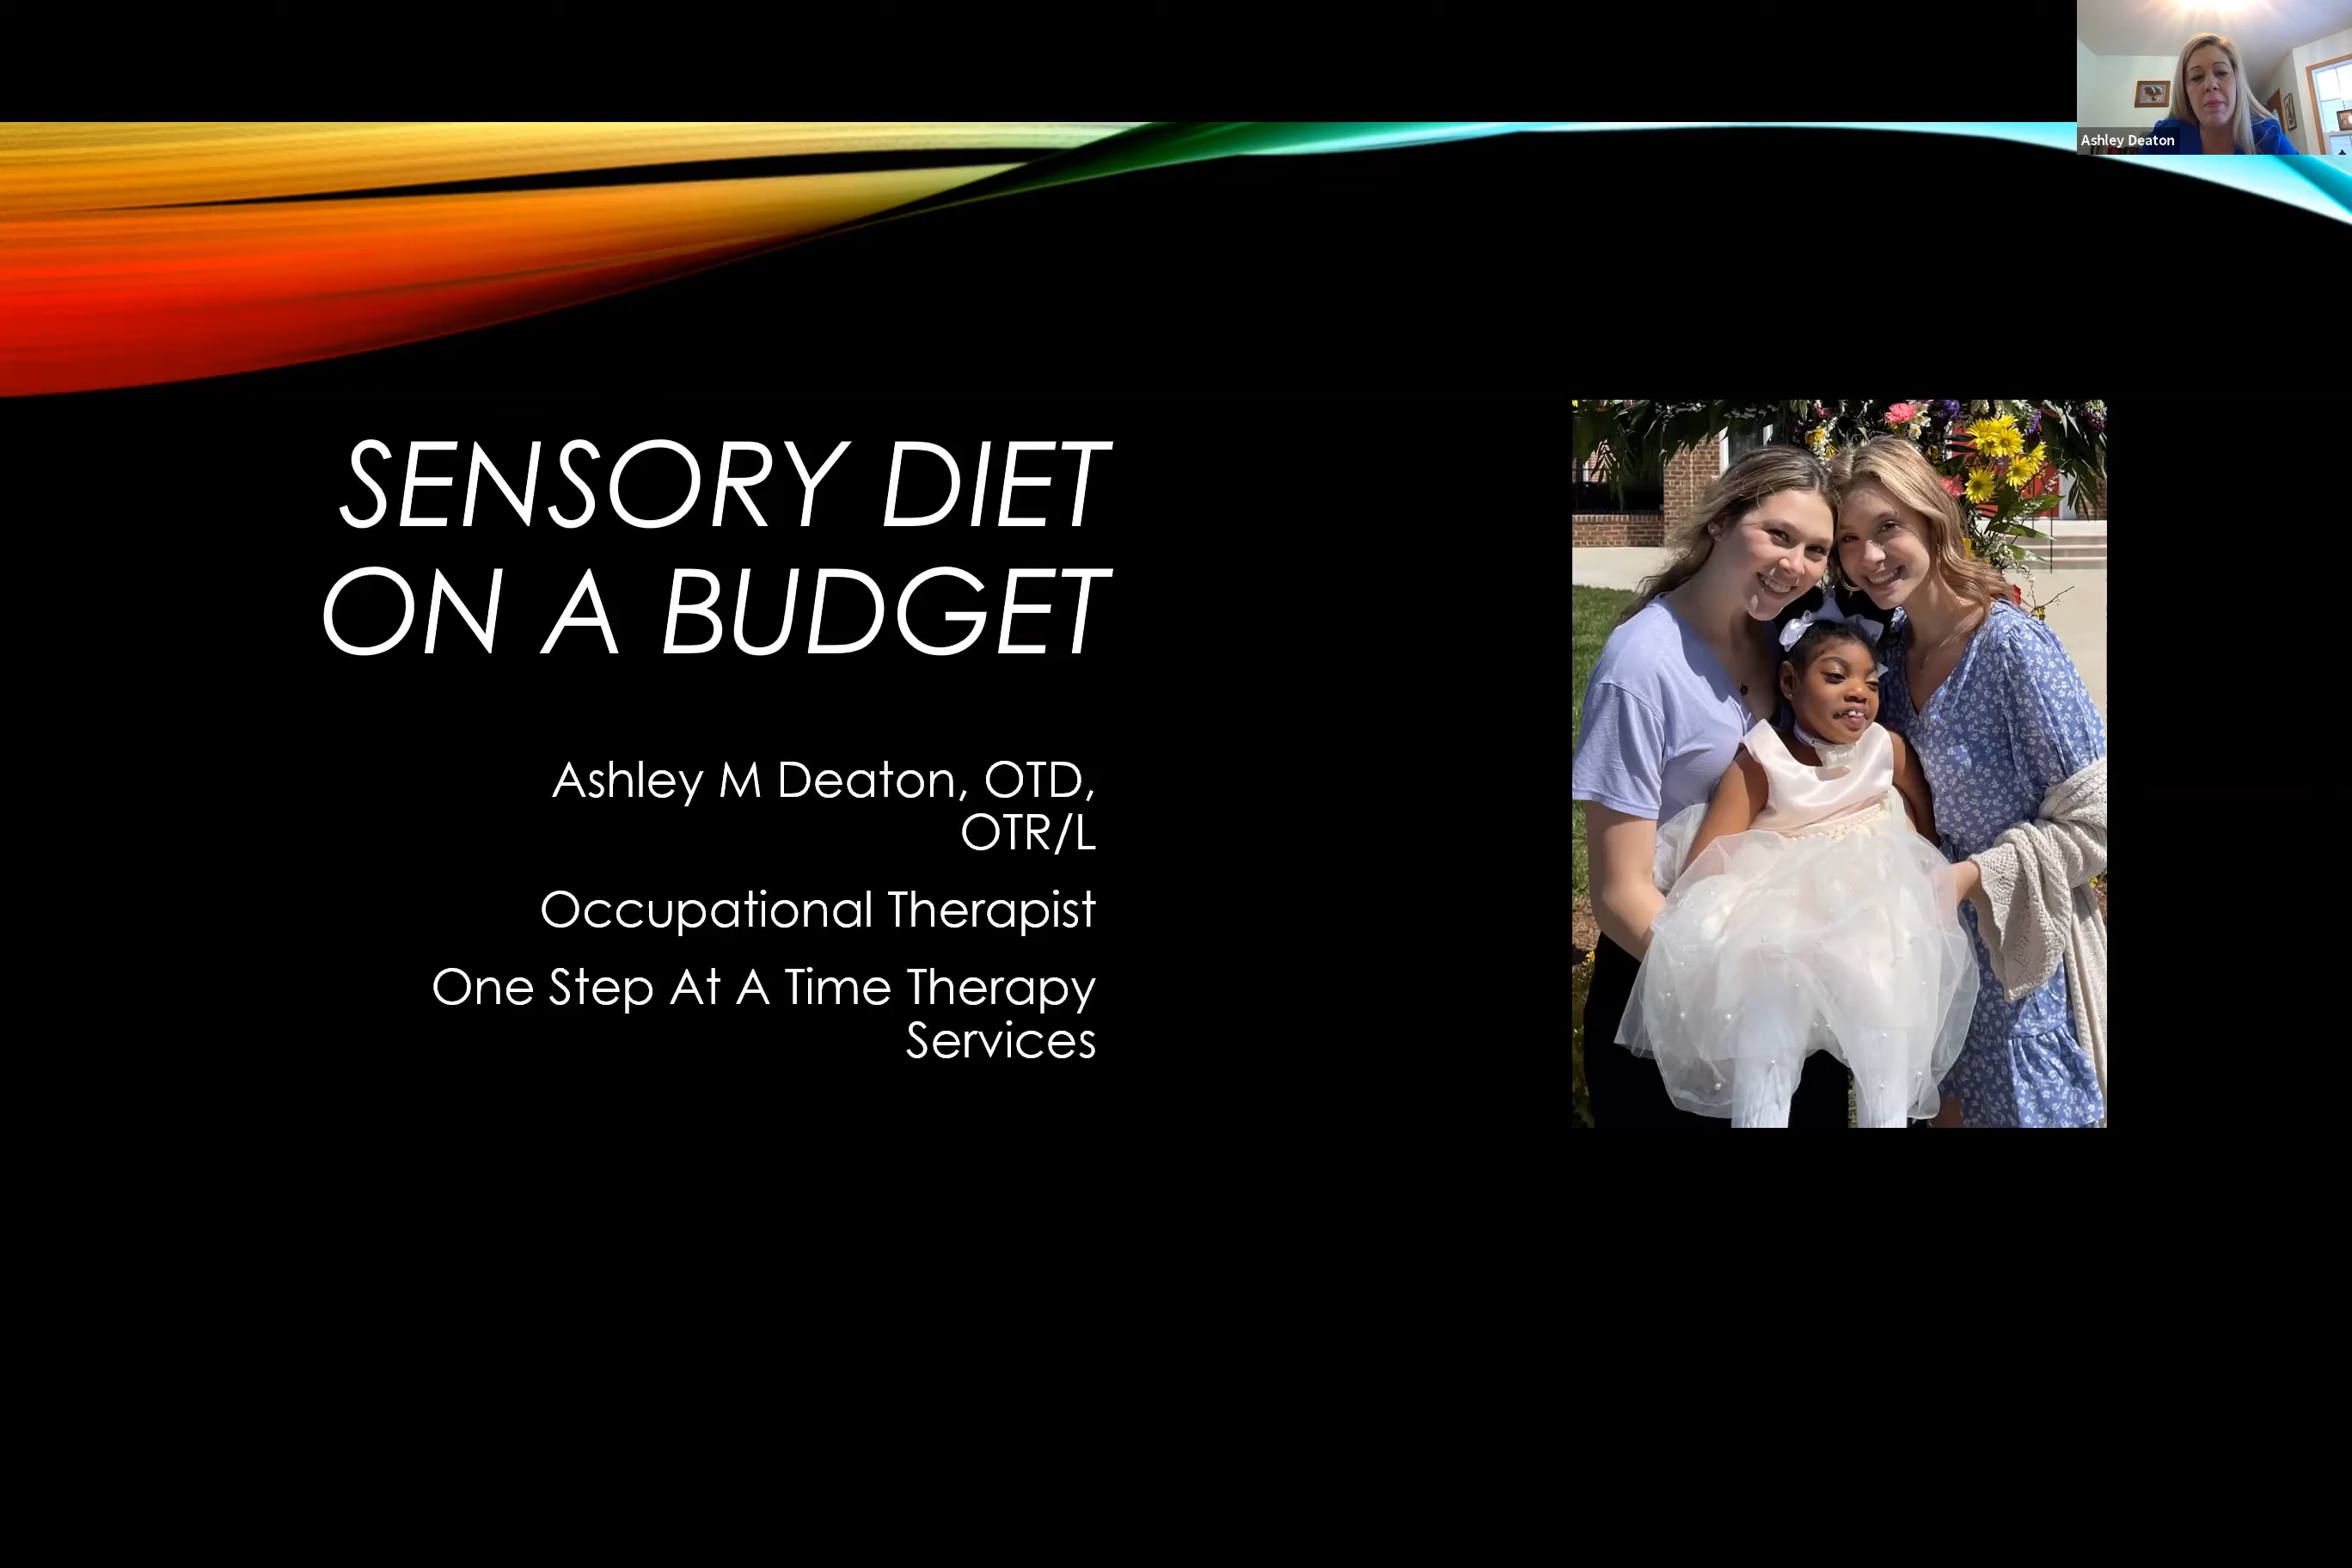 Ashley Deaton
SENSORY DIET
ON A BUDGET
Ashley M Deaton, OTD,
OTR/L
Occupational Therapist
One Step At A Time Therapy
Services